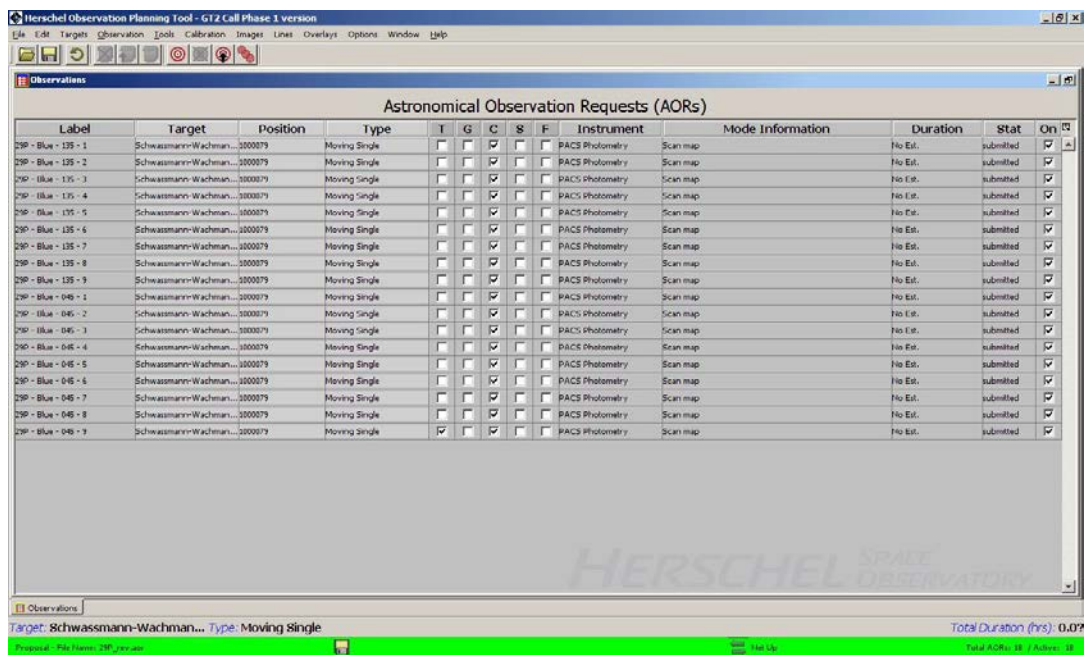 Herschel Observation Planning Tool - GT2 Call Phase 1 version
File Edit Targets Observation Tools Calibration Images Lines Overlays Options Window Help
Observations
Astronomical Observation Requests (AORs)
Label Target Position Type T G C S F Instrument Mode Information Duration Stat On
29P - Blue - 135 - 1 Schwassmann-Wachman... 1000079 Moving Single PACS Photometry Scan map No Est. submitted
29P - Blue - 135 - 2 Schwassmann-Wachman... 1000079 Moving Single PACS Photometry Scan map No Est. submitted
29P - Blue - 135 - 3 Schwassmann-Wachman... 1000079 Moving Single PACS Photometry Scan map No Est. submitted
29P - Blue - 135 - 4 Schwassmann-Wachman... 1000079 Moving Single PACS Photometry Scan map No Est. submitted
29P - Blue - 135 - 5 Schwassmann-Wachman... 1000079 Moving Single PACS Photometry Scan map No Est. submitted
29P - Blue - 135 - 6 Schwassmann-Wachman... 1000079 Moving Single PACS Photometry Scan map No Est. submitted
29P - Blue - 135 - 7 Schwassmann-Wachman... 1000079 Moving Single PACS Photometry Scan map No Est. submitted
29P - Blue - 135 - 8 Schwassmann-Wachman... 1000079 Moving Single PACS Photometry Scan map No Est. submitted
29P - Blue - 135 - 9 Schwassmann-Wachman... 1000079 Moving Single PACS Photometry Scan map No Est. submitted
29P - Blue - 045 - 1 Schwassmann-Wachman... 1000079 Moving Single PACS Photometry Scan map No Est. submitted
29P - Blue - 045 - 2 Schwassmann-Wachman... 1000079 Moving Single PACS Photometry Scan map No Est. submitted
29P - Blue - 045 - 3 Schwassmann-Wachman... 1000079 Moving Single PACS Photometry Scan map No Est. submitted
29P - Blue - 045 - 4 Schwassmann-Wachman... 1000079 Moving Single PACS Photometry Scan map No Est. submitted
29P - Blue - 045 - 5 Schwassmann-Wachman... 1000079 Moving Single PACS Photometry Scan map No Est. submitted
29P - Blue - 045 - 6 Schwassmann-Wachman... 1000079 Moving Single PACS Photometry Scan map No Est. submitted
29P - Blue - 045 - 7 Schwassmann-Wachman... 1000079 Moving Single PACS Photometry Scan map No Est. submitted
29P - Blue - 045 - 8 Schwassmann-Wachman... 1000079 Moving Single PACS Photometry Scan map No Est. submitted
29P - Blue - 045 - 9 Schwassmann-Wachman... 1000079 Moving Single PACS Photometry Scan map No Est. submitted
HERSCHEL SPACE OBSERVATORY
Observations
Target: Schwassmann-Wachman... Type: Moving Single Total Duration (hrs): 0.0?
Proposal - File Name: 29P_rev.aor Net Up Total AORs: 18 / Active: 18